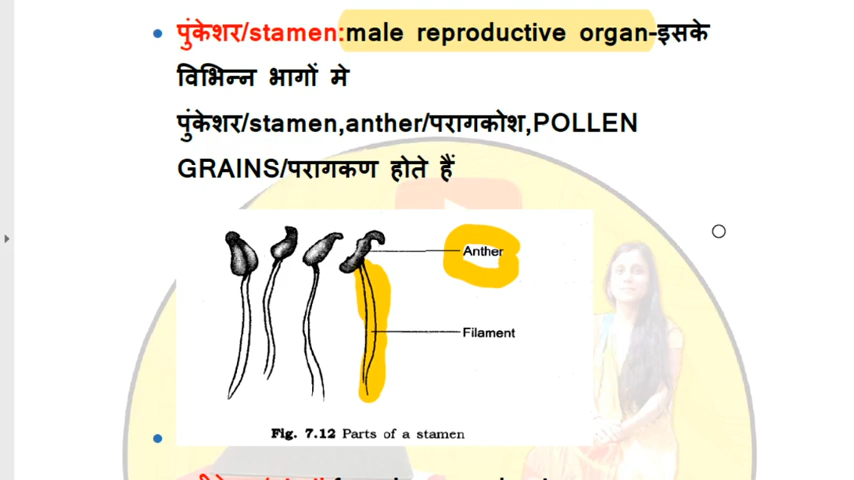 पुंकेशर/stamen:male reproductive organ-इसके
विभिन्न भागों मे
पुंकेशर/stamen,anther/परागकोश,POLLEN
GRAINS/परागकण होते हैं
Anther
Filament
Fig. 7.12 Parts of a stamen